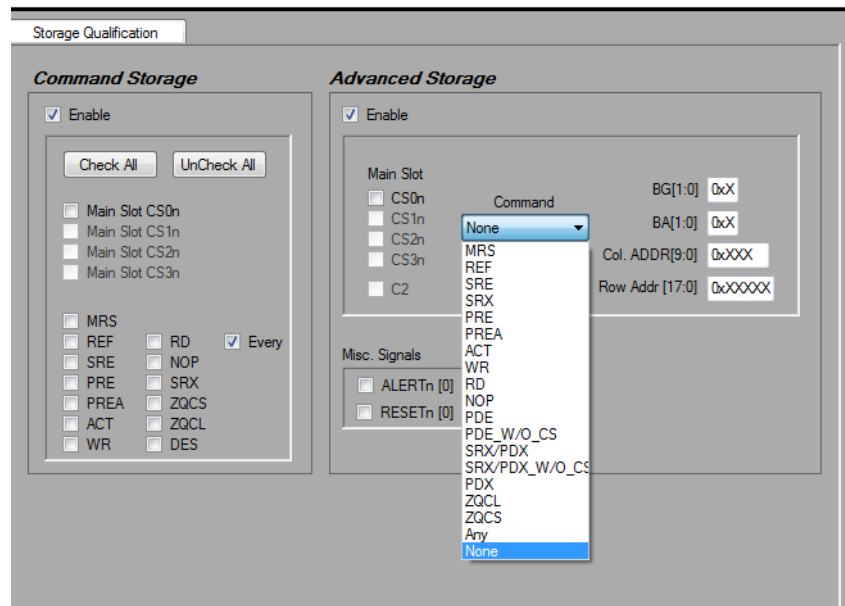 Storage Qualification
Command Storage
Enable
Check All
UnCheck All
Main Slot CS0n
Main Slot CS1n
Main Slot CS2n
Main Slot CS3n
MRS
REF
RD
Every
SRE
NOP
PRE
SRX
PREA
ZQCS
ACT
ZQCL
WR
DES
Advanced Storage
Enable
Main Slot
CS0n
CS1n
CS2n
CS3n
C2
Command
None
MRS
REF
SRE
SRX
PRE
PREA
ACT
WR
RD
NOP
PDE
PDE_W/O_CS
SRX/PDX
SRX/PDX_W/O_CS
PDX
ZQCL
ZQCS
Any
None
BG[1:0] 0xX
BA[1:0] 0xX
Col. ADDR[9:0] 0xXXX
Row Addr [17:0] 0xXXXXX
Misc. Signals
ALERTn [0]
RESETn [0]